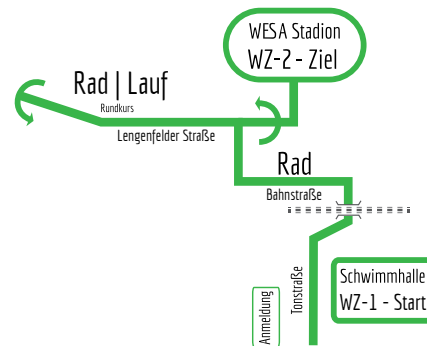 WESA Stadion
WZ-2 - Ziel
Rad | Lauf
Rundkurs
Lengenfelder Straße
Rad
Bahnstraße
Tonstraße
Anmeldung
Schwimmhalle
WZ-1 - Start